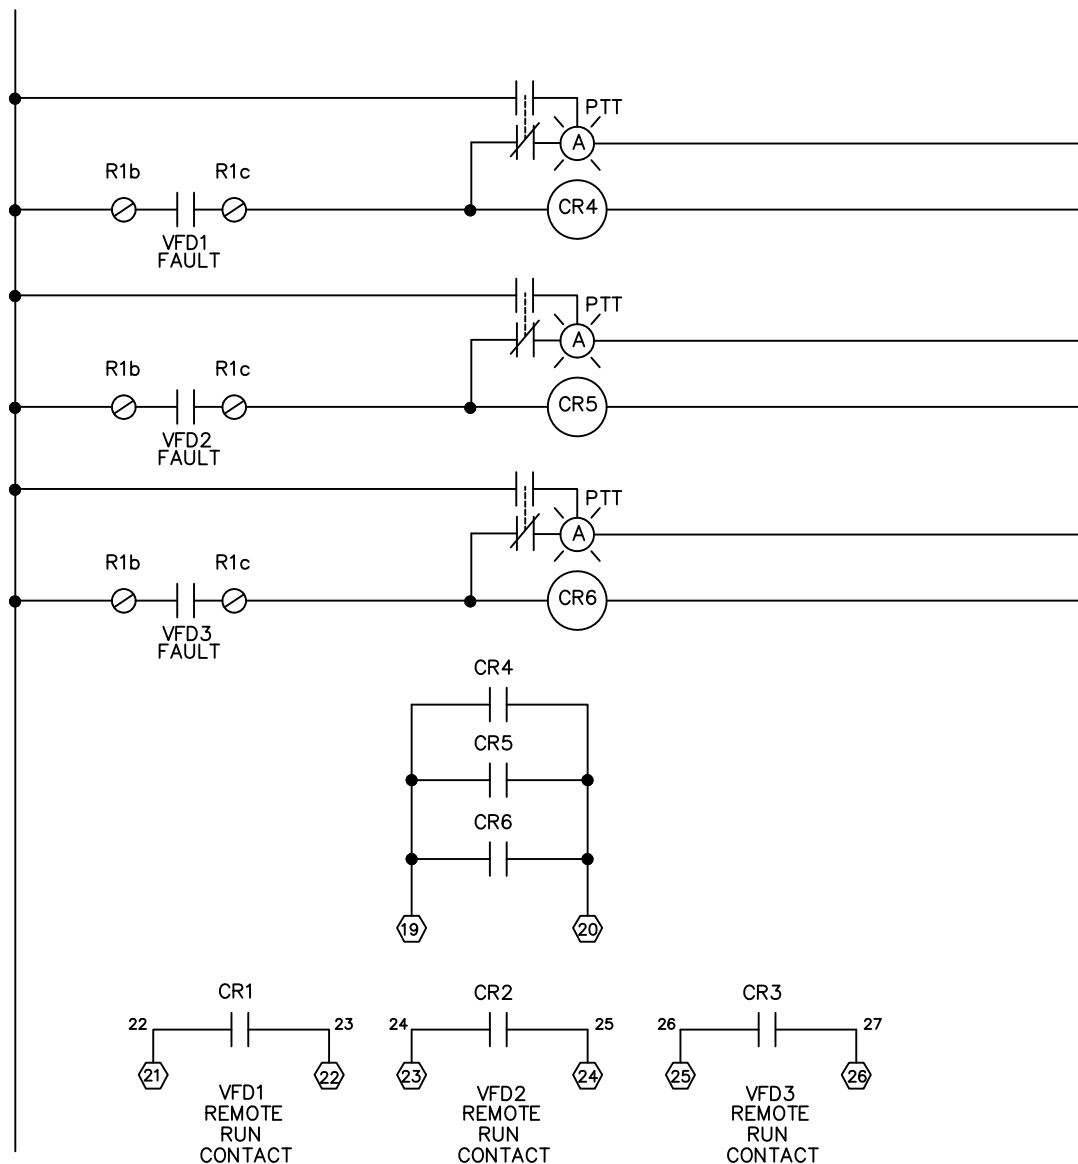 PTT
A
R1b R1c
CR4
VFD1
FAULT
PTT
A
R1b R1c
CR5
VFD2
FAULT
PTT
A
R1b R1c
CR6
VFD3
FAULT
CR4
CR5
CR6
19 20
CR1 CR2 CR3
22 23 24 25 26 27
21 22 23 24 25 26
VFD1
REMOTE
RUN
CONTACT
VFD2
REMOTE
RUN
CONTACT
VFD3
REMOTE
RUN
CONTACT